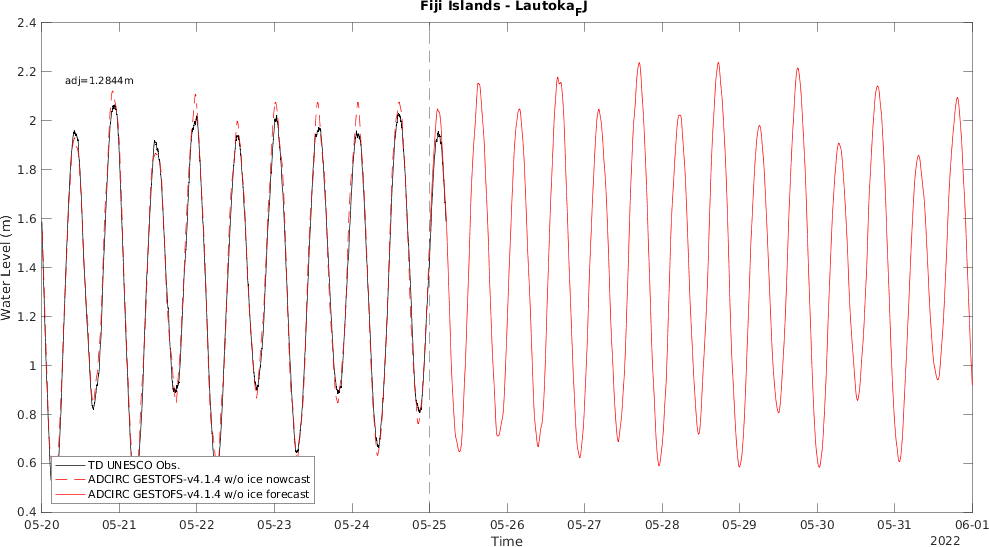 Fiji Islands - Lautoka_FJ
2.4
2.2
adj=1.2844m
2
1.8
1.6
Water Level (m)
1.4
1.2
1
0.8
0.6
0.4
TD UNESCO Obs.
ADCIRC GESTOFS-v4.1.4 w/o ice nowcast
ADCIRC GESTOFS-v4.1.4 w/o ice forecast
05-20 05-21 05-22 05-23 05-24 05-25 05-26 05-27 05-28 05-29 05-30 05-31 06-01
Time
2022